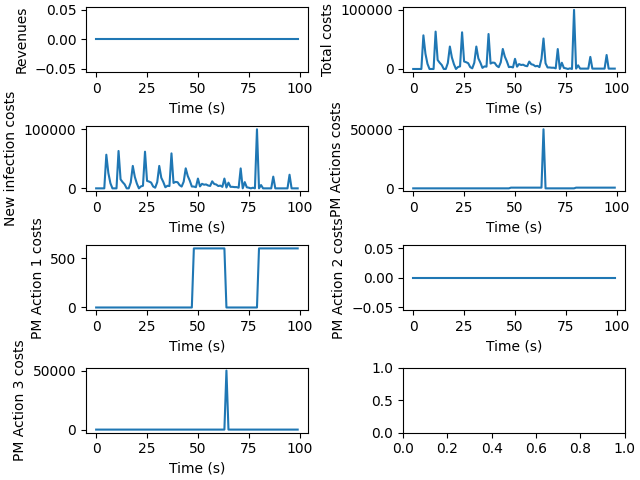 Revenues
0.05
0.00
−0.05
0 25 50 75 100
Time (s)
Total costs
100000
0
0 25 50 75 100
Time (s)
New infection costs
100000
0
0 25 50 75 100
Time (s)
PM Actions costs
50000
0
0 25 50 75 100
Time (s)
PM Action 1 costs
500
0
0 25 50 75 100
Time (s)
PM Action 2 costs
0.05
0.00
−0.05
0 25 50 75 100
Time (s)
PM Action 3 costs
50000
0
0 25 50 75 100
Time (s)
1.0
0.5
0.0
0.0 0.2 0.4 0.6 0.8 1.0